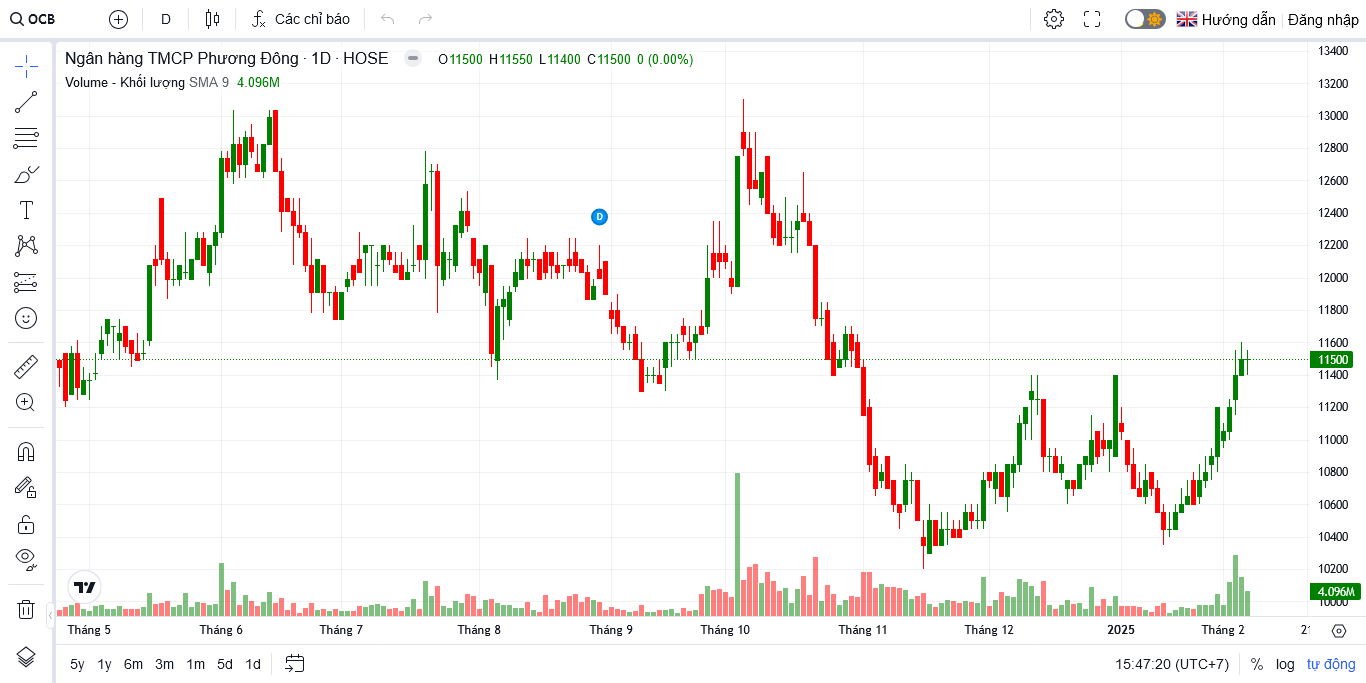 OCB D Các chỉ báo Hướng dẫn Đăng nhập
Ngân hàng TMCP Phương Đông · 1D · HOSE O11500 H11550 L11400 C11500 0 (0.00%)
Volume - Khối lượng SMA 9 4.096M
D
13400
13200
13000
12800
12600
12400
12200
12000
11800
11600
11500
11400
11200
11000
10800
10600
10400
10200
4.096M
10000
Tháng 5 Tháng 6 Tháng 7 Tháng 8 Tháng 9 Tháng 10 Tháng 11 Tháng 12 2025 Tháng 2
5y 1y 6m 3m 1m 5d 1d 15:47:20 (UTC+7) % log tự động